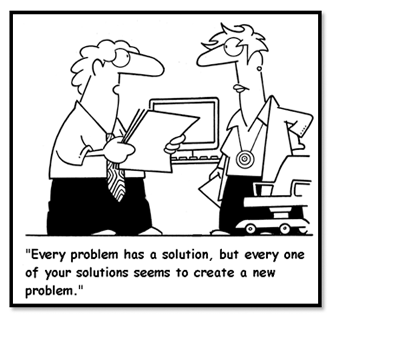 "Every problem has a solution, but every one
of your solutions seems to create a new
problem."